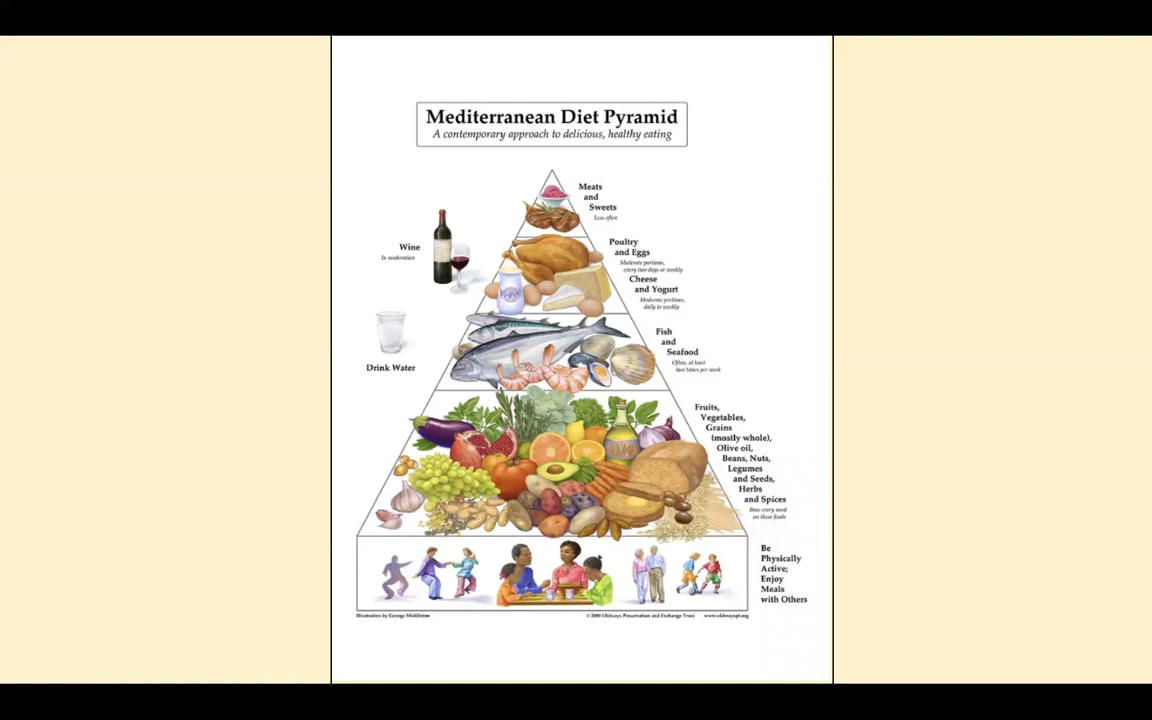 Mediterranean Diet Pyramid
A contemporary approach to delicious, healthy eating
Meats
and
Sweets
Less often
Wine
In moderation
Poultry
and Eggs
Moderate portions,
every two days or weekly
Cheese
and Yogurt
Moderate portions,
daily to weekly
Drink Water
Fish
and
Seafood
Often, at least
two times per week
Fruits,
Vegetables,
Grains
(mostly whole),
Olive oil,
Beans, Nuts,
Legumes
and Seeds,
Herbs
and Spices
Base every meal
on these foods
Be
Physically
Active;
Enjoy
Meals
with Others
Illustration by George Middleton
© 2009 Oldways Preservation and Exchange Trust
www.oldwayspt.org